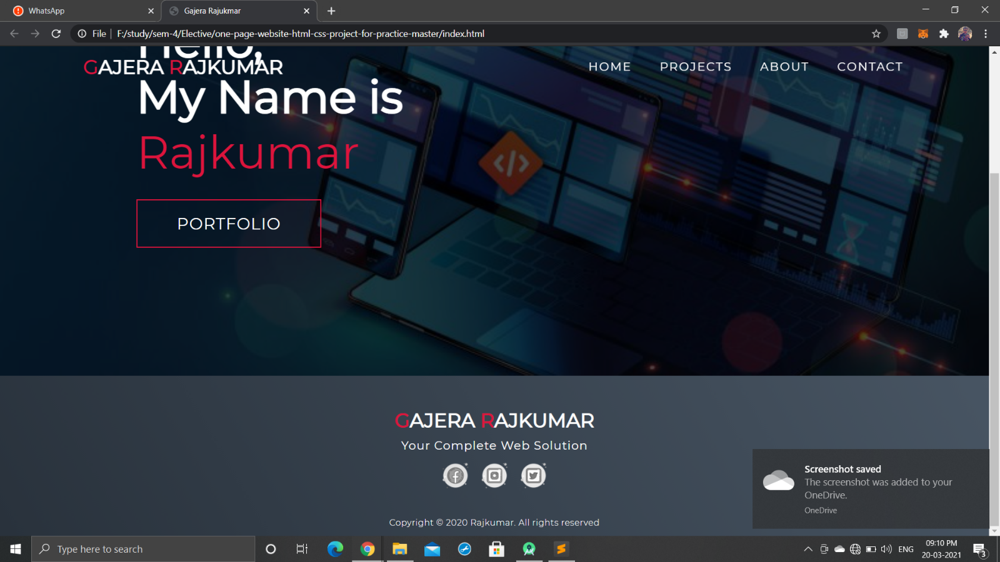 WhatsApp
Gajera Rajukmar
File
F:/study/sem-4/Elective/one-page-website-html-css-project-for-practice-master/index.html
Hello,
GAJERA RAJKUMAR
HOME
PROJECTS
ABOUT
CONTACT
My Name is
Rajkumar
PORTFOLIO
GAJERA RAJKUMAR
Your Complete Web Solution
Screenshot saved
The screenshot was added to your
OneDrive.
OneDrive
Copyright © 2020 Rajkumar. All rights reserved
Type here to search
ENG
09:10 PM
20-03-2021
3